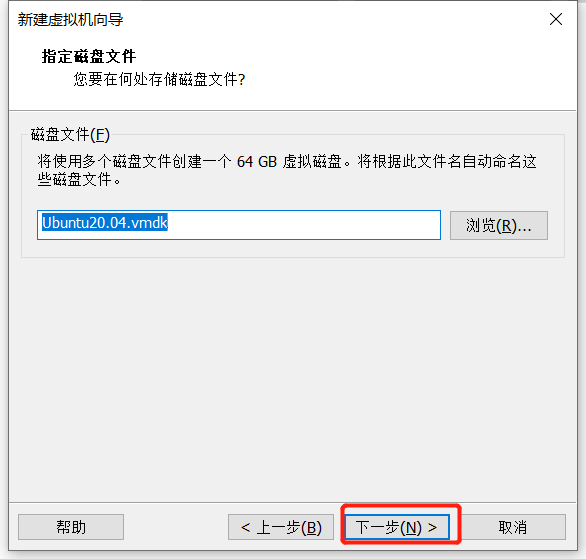 新建虚拟机向导
指定磁盘文件
您要在何处存储磁盘文件?
磁盘文件(F)
将使用多个磁盘文件创建一个 64 GB 虚拟磁盘。将根据此文件名自动命名这
些磁盘文件。
Ubuntu20.04.vmdk
浏览(R)...
帮助
< 上一步(B)
下一步(N) >
取消